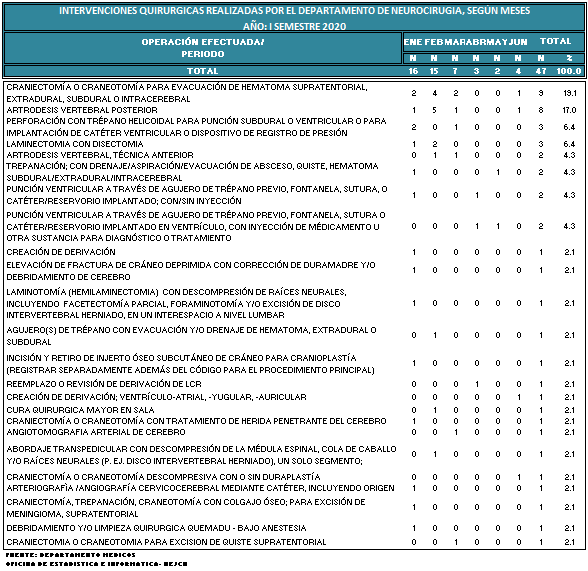 INTERVENCIONES QUIRURGICAS REALIZADAS POR EL DEPARTAMENTO DE NEUROCIRUGIA, SEGÚN MESES
AÑO: I SEMESTRE 2020
OPERACIÓN EFECTUADA/ ENE FEB MAR ABR MAY JUN TOTAL
PERIODO N N N N N N N %
TOTAL 16 15 7 3 2 4 47 100.0
CRANIECTOMÍA O CRANEOTOMÍA PARA EVACUACIÓN DE HEMATOMA SUPRATENTORIAL,
EXTRADURAL, SUBDURAL O INTRACEREBRAL 2 4 2 0 0 1 9 19.1
ARTRODESIS VERTEBRAL POSTERIOR 1 5 1 0 0 1 8 17.0
PERFORACIÓN CON TRÉPANO HELICOIDAL PARA PUNCIÓN SUBDURAL O VENTRICULAR O PARA
IMPLANTACIÓN DE CATÉTER VENTRICULAR O DISPOSITIVO DE REGISTRO DE PRESIÓN 2 0 1 0 0 0 3 6.4
LAMINECTOMIA CON DISECTOMIA 1 2 0 0 0 0 3 6.4
ARTRODESIS VERTEBRAL, TÉCNICA ANTERIOR 0 1 1 0 0 0 2 4.3
TREPANACIÓN; CON DRENAJE/ASPIRACIÓN/EVACUACIÓN DE ABSCESO, QUISTE, HEMATOMA
SUBDURAL/EXTRADURAL/INTRACEREBRAL 1 0 0 0 1 0 2 4.3
PUNCIÓN VENTRICULAR A TRAVÉS DE AGUJERO DE TRÉPANO PREVIO, FONTANELA, SUTURA, O
CATÉTER/RESERVORIO IMPLANTADO; CON/SIN INYECCIÓN 1 0 0 1 0 0 2 4.3
PUNCIÓN VENTRICULAR A TRAVÉS DE AGUJERO DE TRÉPANO PREVIO, FONTANELA, SUTURA O
CATÉTER/RESERVORIO IMPLANTADO EN VENTRÍCULO, CON INYECCIÓN DE MÉDICAMENTO U
OTRA SUSTANCIA PARA DIAGNÓSTICO O TRATAMIENTO 0 0 0 1 1 0 2 4.3
CREACIÓN DE DERIVACIÓN 1 0 0 0 0 0 1 2.1
ELEVACIÓN DE FRACTURA DE CRÁNEO DEPRIMIDA CON CORRECCIÓN DE DURAMADRE Y/O
DEBRIDAMIENTO DE CEREBRO 1 0 0 0 0 0 1 2.1
LAMINOTOMÍA (HEMILAMINECTOMIA) CON DESCOMPRESIÓN DE RAÍCES NEURALES,
INCLUYENDO FACETECTOMÍA PARCIAL, FORAMINOTOMÍA Y/O EXCISIÓN DE DISCO
INTERVERTEBRAL HERNIADO, EN UN INTERESPACIO A NIVEL LUMBAR 1 0 0 0 0 0 1 2.1
AGUJERO(S) DE TRÉPANO CON EVACUACIÓN Y/O DRENAJE DE HEMATOMA, EXTRADURAL O
SUBDURAL 0 1 0 0 0 0 1 2.1
INCISIÓN Y RETIRO DE INJERTO ÓSEO SUBCUTÁNEO DE CRÁNEO PARA CRANIOPLASTÍA
(REGISTRAR SEPARADAMENTE ADEMÁS DEL CÓDIGO PARA EL PROCEDIMIENTO PRINCIPAL) 1 0 0 0 0 0 1 2.1
REEMPLAZO O REVISIÓN DE DERIVACIÓN DE LCR 0 0 0 1 0 0 1 2.1
CREACIÓN DE DERIVACIÓN; VENTRÍCULO-ATRIAL, -YUGULAR, -AURICULAR 0 0 0 0 0 1 1 2.1
CURA QUIRURGICA MAYOR EN SALA 0 1 0 0 0 0 1 2.1
CRANIECTOMÍA O CRANEOTOMÍA CON TRATAMIENTO DE HERIDA PENETRANTE DEL CEREBRO 1 0 0 0 0 0 1 2.1
ANGIOTOMOGRAFIA ARTERIAL DE CEREBRO 0 0 1 0 0 0 1 2.1
ABORDAJE TRANSPEDICULAR CON DESCOMPRESIÓN DE LA MÉDULA ESPINAL, COLA DE CABALLO
Y/O RAÍCES NEURALES (P. EJ. DISCO INTERVERTEBRAL HERNIADO), UN SOLO SEGMENTO; 0 1 0 0 0 0 1 2.1
CRANIECTOMÍA O CRANEOTOMÍA DESCOMPRESIVA CON O SIN DURAPLASTÍA 0 0 0 0 0 1 1 2.1
ARTERIOGRAFÍA /ANGIOGRAFÍA CERVICOCEREBRAL MEDIANTE CATÉTER, INCLUYENDO ORIGEN 1 0 0 0 0 0 1 2.1
CRANIECTOMÍA, TREPANACIÓN, CRANEOTOMÍA CON COLGAJO ÓSEO; PARA EXCISIÓN DE
MENINGIOMA, SUPRATENTORIAL 1 0 0 0 0 0 1 2.1
DEBRIDAMIENTO Y/O LIMPIEZA QUIRURGICA QUEMADU - BAJO ANESTESIA 0 1 0 0 0 0 1 2.1
CRANIECTOMIA O CRANEOTOMIA PARA EXCISION DE QUISTE SUPRATENTORIAL 0 0 1 0 0 0 1 2.1
FUENTE: DEPARTAMENTO MEDICOS
OFICINA DE ESTADISTICA E INFORMATICA- HEJCU